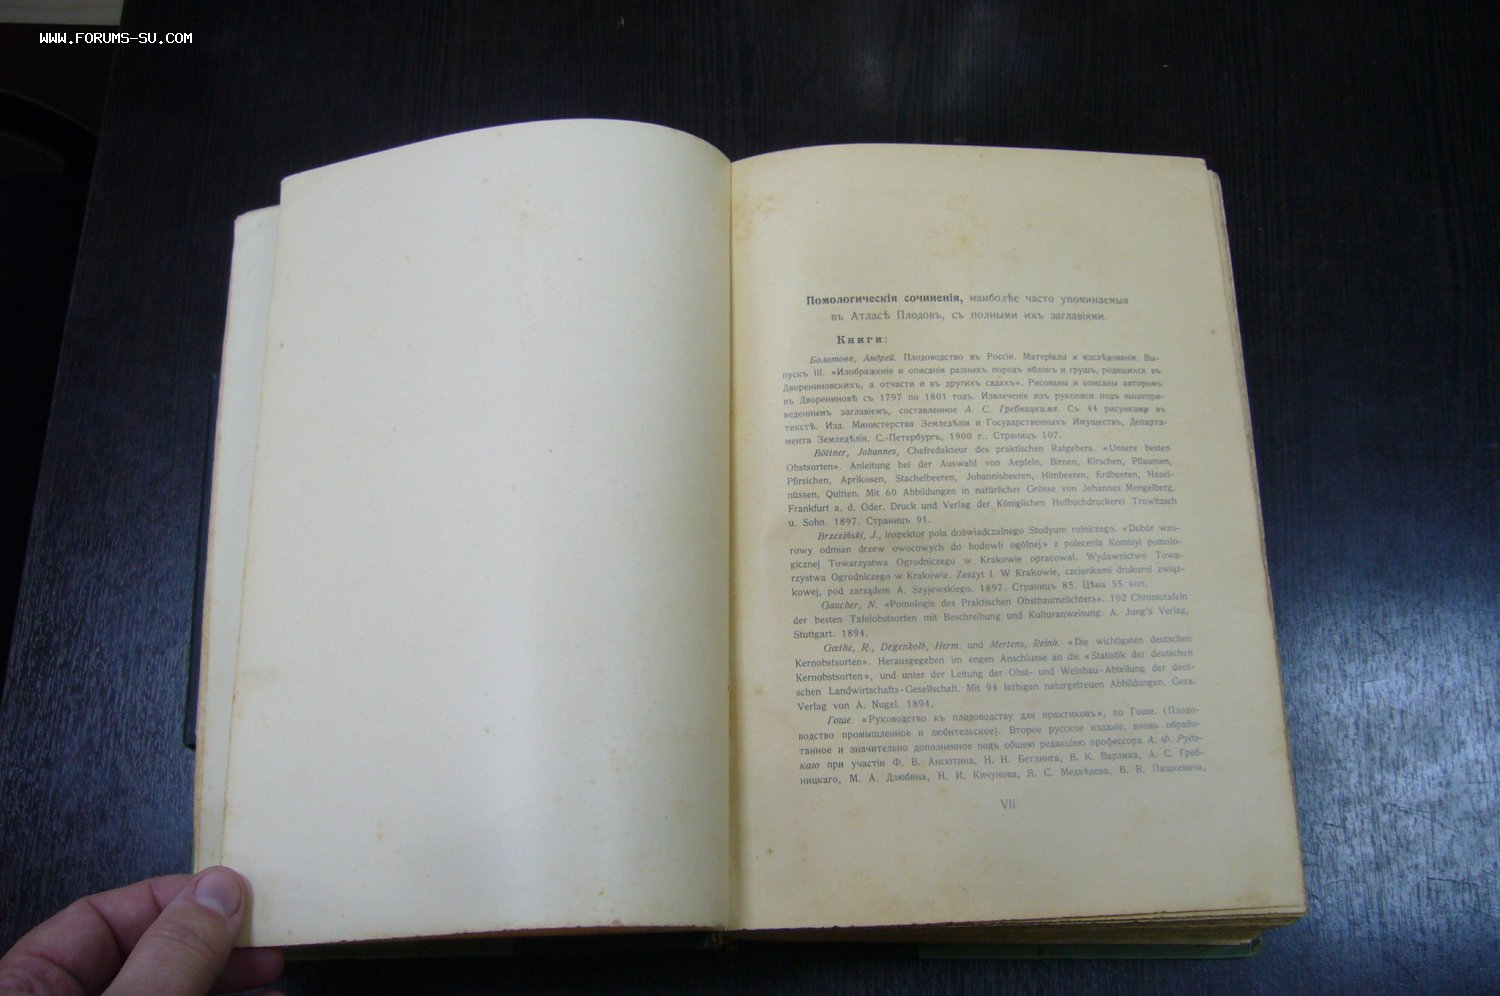 WWW.FORUMS-SU.COM
Помологическія сочиненія, наиболѣе часто упоминаемыя
въ Атласѣ Плодовъ, съ полными ихъ заглавіями.
Книги:
Болотовъ, Андрей. Плодоводство въ Россіи. Матеріалы и изслѣдованія. Вы-
пускъ III. «Изображенія и описанія разныхъ породъ яблокъ и грушъ, родящихся въ
Дворениновскихъ, а отчасти и въ другихъ садахъ». Рисованы и описаны авторомъ
въ Дворениновѣ съ 1797 по 1801 годъ. Извлеченіе изъ рукописи подъ вышепри-
веденнымъ заглавіемъ, составленное А. С. Гребницкимъ. Съ 44 рисунками въ
текстѣ. Изд. Министерства Земледѣлія и Государственныхъ Имуществъ, Департа-
мента Земледѣлія. С.-Петербургъ, 1900 г.. Страницъ 107.
Böttner, Johannes, Chefredakteur des praktischen Ratgebers. «Unsere besten
Obstsorten». Anleitung bei der Auswahl von Aepfeln, Birnen, Kirschen, Pflaumen,
Pfirsichen, Aprikosen, Stachelbeeren, Johannisbeeren, Himbeeren, Erdbeeren, Hasel-
nüssen, Quitten. Mit 60 Abbildungen in natürlicher Grösse von Johannes Mengelberg.
Frankfurt a. d. Oder. Druck und Verlag der Königlichen Hofbuchdruckerei Trowitzsch
u. Sohn. 1897. Страницъ 91.
Brzeziński, J., inspektor pola doświadczalnego Studyum rolniczego. «Dobór wzo-
rowy odmian drzew owocowych do hodowli ogólnej» z polecenia Komisyi pomolo-
gicznej Towarzystwa Ogrodniczego w Krakowie opracował. Wydawnictwo Towa-
rzystwa Ogrodniczego w Krakowie. Zeszyt I. W Krakowie, czcionkami drukarni związ-
kowej, pod zarządem A. Szyjewskiego. 1897. Страницъ 85. Цѣна 55 коп.
Gaucher, N. «Pomologie des Praktischen Obstbaumzüchters». 102 Chromotafeln
der besten Tafelobstsorten mit Beschreibung und Kulturanweisung. A. Jung's Verlag,
Stuttgart. 1894.
Gœthe, R., Degenkolb, Herm. und Mertens, Reinh. «Die wichtigsten deutschen
Kernobstsorten». Herausgegeben im engen Anschlusse an die «Statistik der deutschen
Kernobstsorten», und unter der Leitung der Obst- und Weinbau-Abteilung der deut-
schen Landwirtschafts-Gesellschaft. Mit 94 farbigen naturgetreuen Abbildungen. Gera.
Verlag von A. Nugel. 1894.
Гоше. «Руководство къ плодоводству для практиковъ», по Гоше. (Плодо-
водство промышленное и любительское). Второе русское изданіе, вновь обрабо-
танное и значительно дополненное подъ общею редакціею профессора А. Ф. Рудз-
каго при участіи Ф. В. Ансютина, Н. Н. Бетлинга, В. К. Варлиха, А. С. Греб-
ницкаго, М. А. Дзюбина, Н. И. Кичунова, Я. С. Медвѣдева, В. В. Пашкевича,
VII